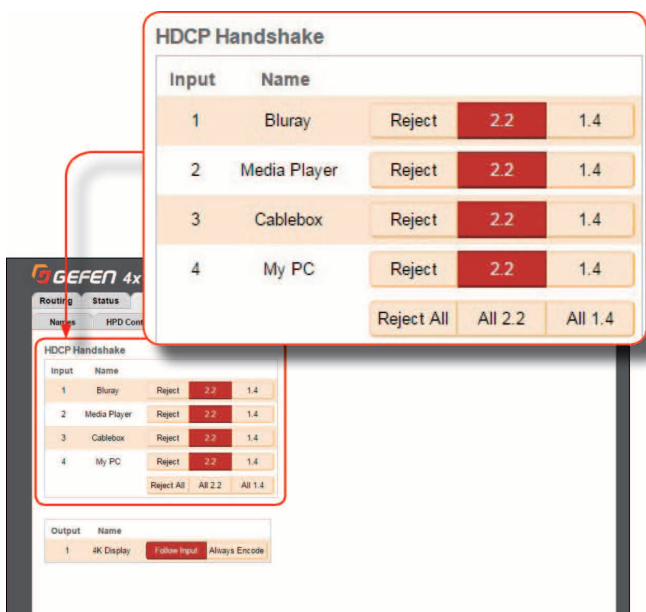 HDCP Handshake
Input Name
1 Bluray Reject 2.2 1.4
2 Media Player Reject 2.2 1.4
3 Cablebox Reject 2.2 1.4
4 My PC Reject 2.2 1.4
Reject All All 2.2 All 1.4
GEFEN 4x
Routing Status
Names HPD Cont
HDCP Handshake
Input Name
1 Bluray Reject 2.2 1.4
2 Media Player Reject 2.2 1.4
3 Cablebox Reject 2.2 1.4
4 My PC Reject 2.2 1.4
Reject All All 2.2 All 1.4
Output Name
1 4K Display Follow Input Always Encode